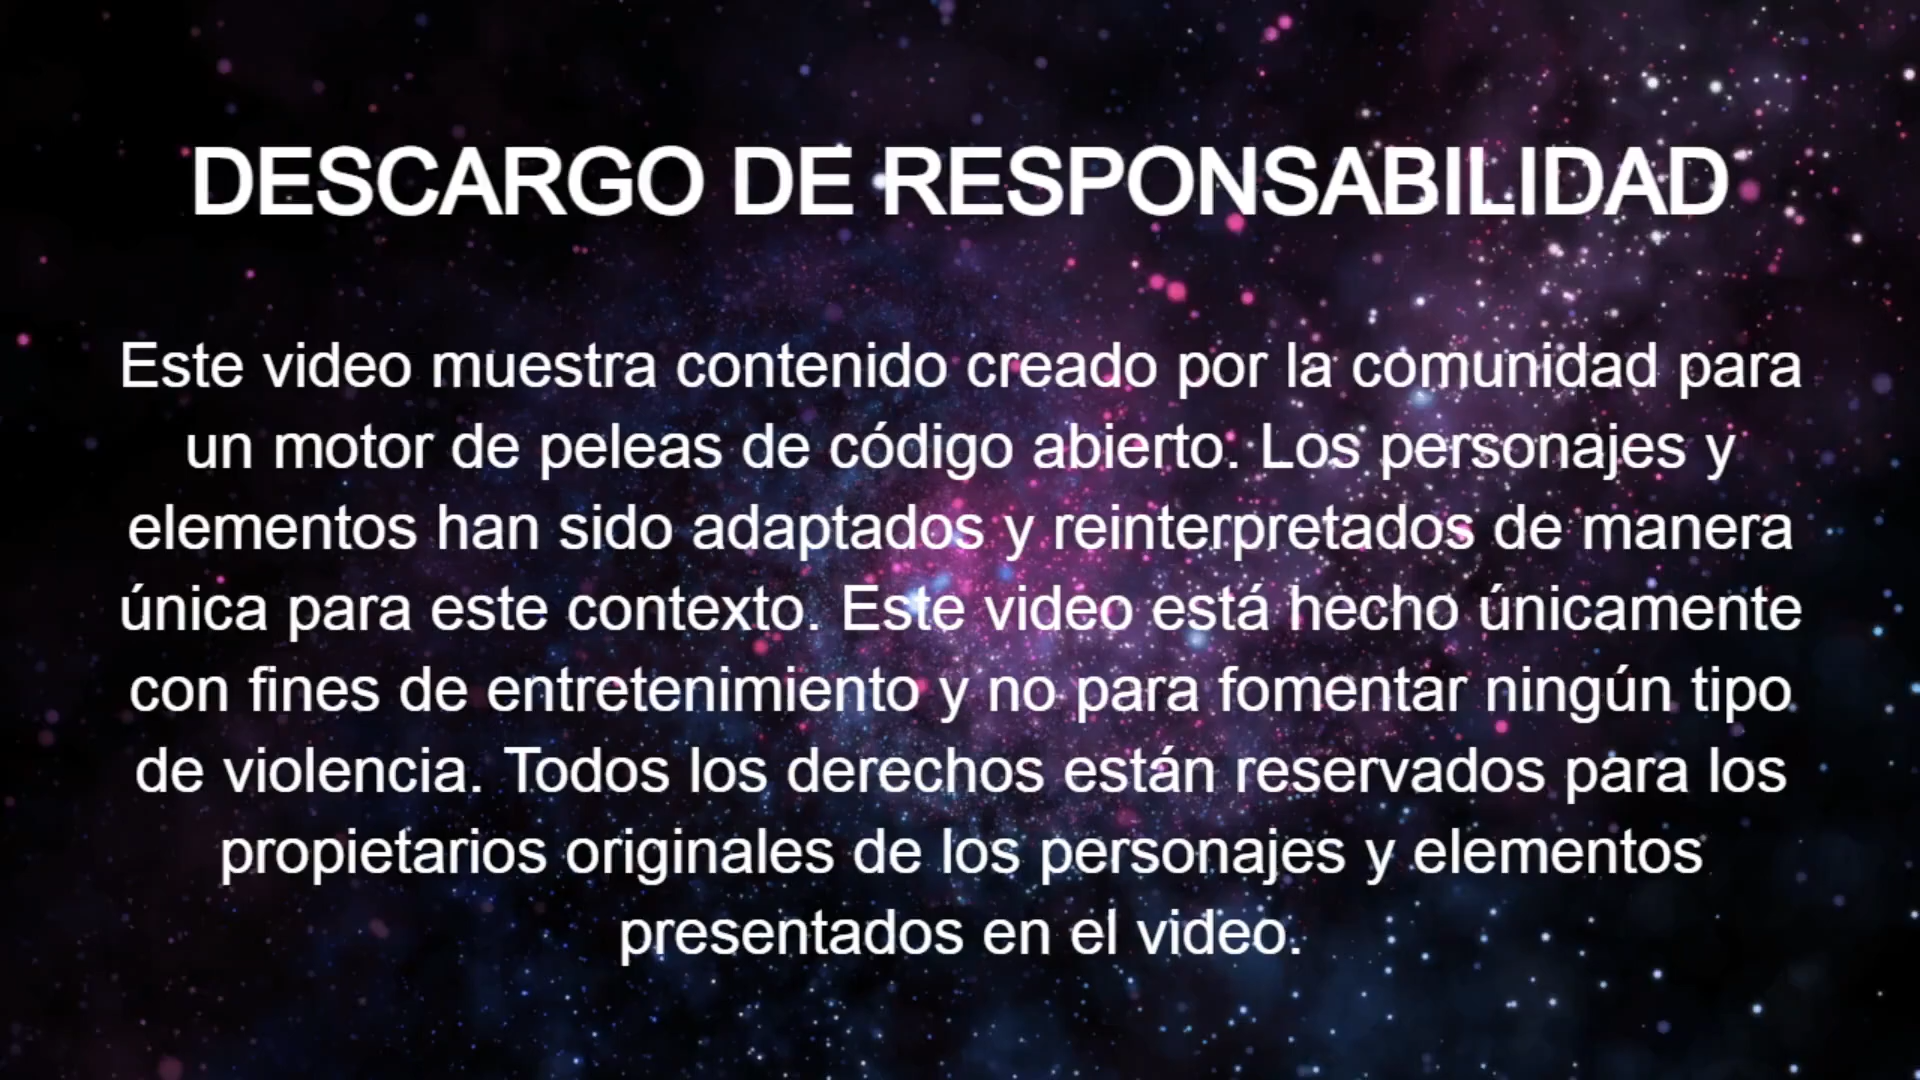 DESCARGO DE RESPONSABILIDAD
Este video muestra contenido creado por la comunidad para
un motor de peleas de código abierto. Los personajes y
elementos han sido adaptados y reinterpretados de manera
única para este contexto. Este video está hecho únicamente
con fines de entretenimiento y no para fomentar ningún tipo
de violencia. Todos los derechos están reservados para los
propietarios originales de los personajes y elementos
presentados en el video.